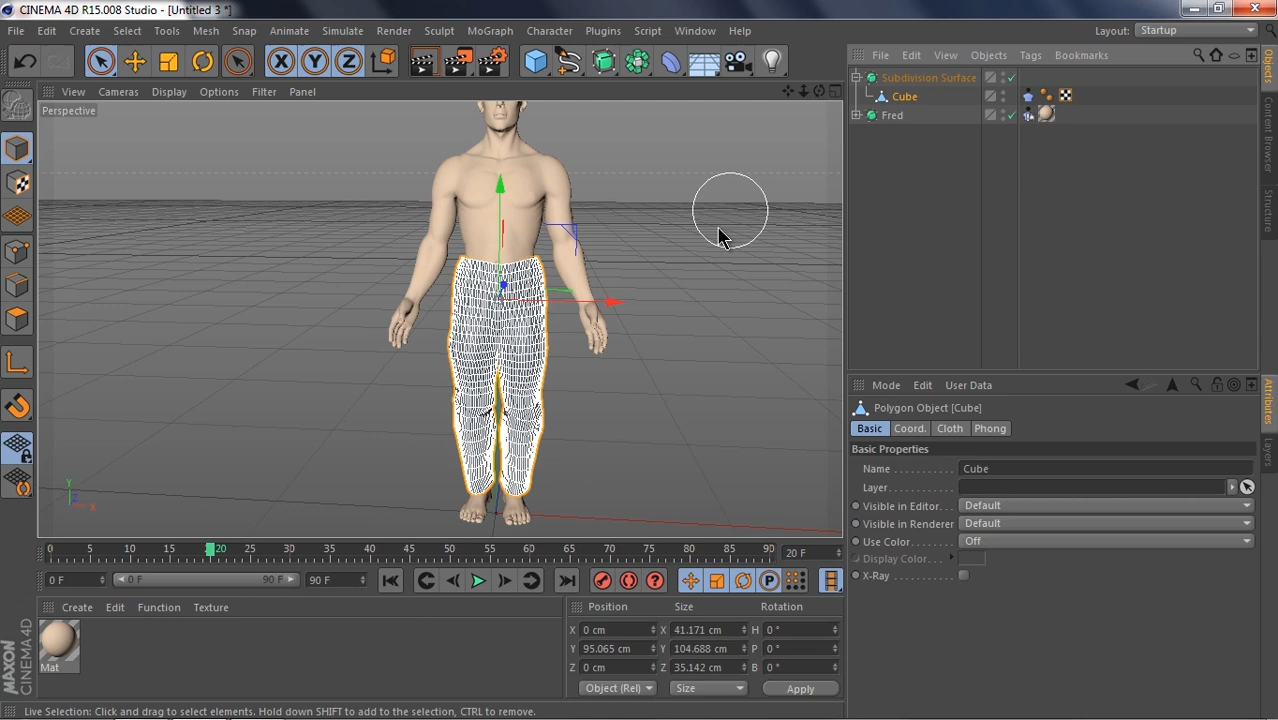 CINEMA 4D R15.008 Studio - [Untitled 3 *]
File Edit Create Select Tools Mesh Snap Animate Simulate Render Sculpt MoGraph Character Plugins Script Window Help Layout: Startup
X Y Z
File Edit View Objects Tags Bookmarks
Subdivision Surface
Cube
Fred
View Cameras Display Options Filter Panel
Perspective
Y
Z X
Objects
Content Browser
Structure
Mode Edit User Data
Polygon Object [Cube]
Basic Coord. Cloth Phong
Basic Properties
Name Cube
Layer
Visible in Editor Default
Visible in Renderer Default
Use Color Off
Display Color
X-Ray
Attributes
Layers
0 5 10 15 20 25 30 35 40 45 50 55 60 65 70 75 80 85 90 20 F
0 F 0 F 90 F 90 F
P
Create Edit Function Texture
Mat
Position Size Rotation
X 0 cm X 41.171 cm H 0 °
Y 95.065 cm Y 104.688 cm P 0 °
Z 0 cm Z 35.142 cm B 0 °
Object (Rel) Size Apply
MAXON CINEMA 4D
Live Selection: Click and drag to select elements. Hold down SHIFT to add to the selection, CTRL to remove.